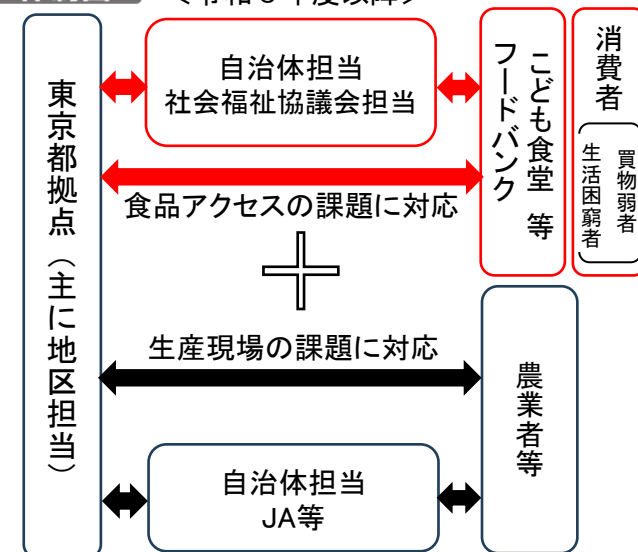 東京都拠点（主に地区担当）
自治体担当
社会福祉協議会担当
こども食堂 等
フードバンク
消費者
買物弱者
生活困窮者
食品アクセスの課題に対応
生産現場の課題に対応
農業者等
自治体担当
JA等